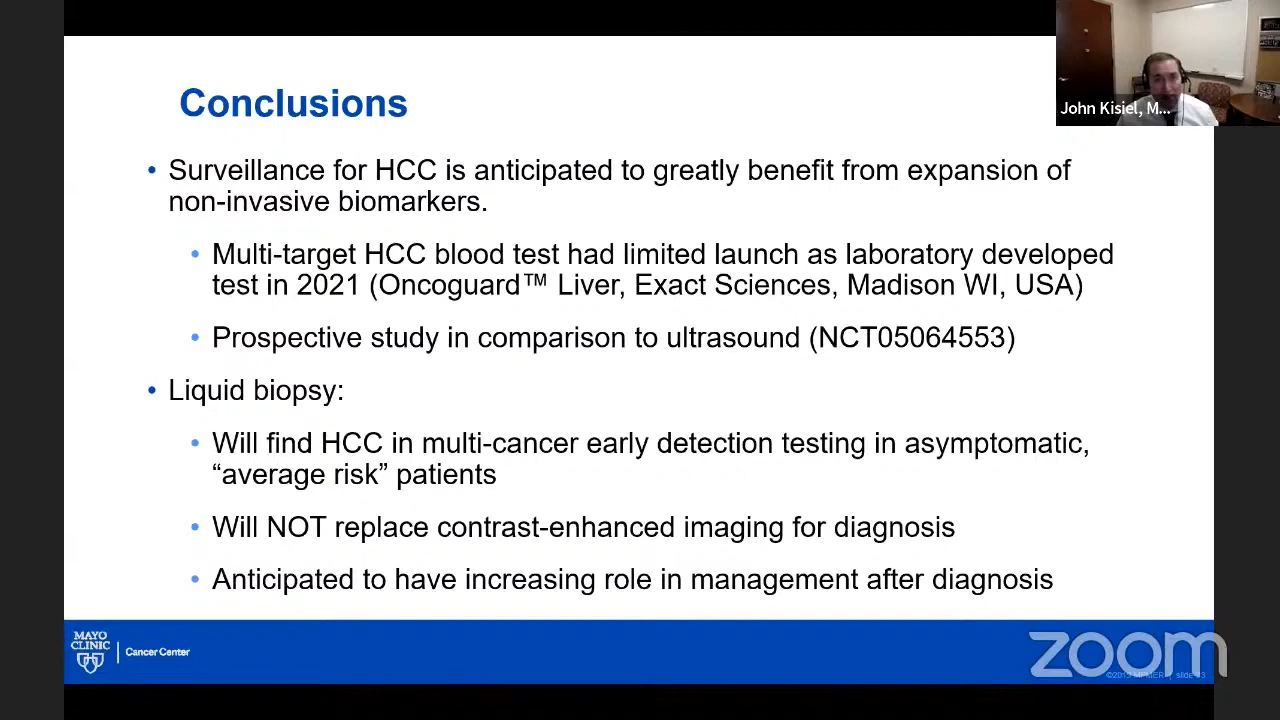 John Kisiel, M...
Conclusions
• Surveillance for HCC is anticipated to greatly benefit from expansion of
non-invasive biomarkers.
• Multi-target HCC blood test had limited launch as laboratory developed
test in 2021 (Oncoguard™ Liver, Exact Sciences, Madison WI, USA)
• Prospective study in comparison to ultrasound (NCT05064553)
• Liquid biopsy:
• Will find HCC in multi-cancer early detection testing in asymptomatic,
“average risk” patients
• Will NOT replace contrast-enhanced imaging for diagnosis
• Anticipated to have increasing role in management after diagnosis
MAYO
CLINIC
Cancer Center
zoom
MFMER | slide